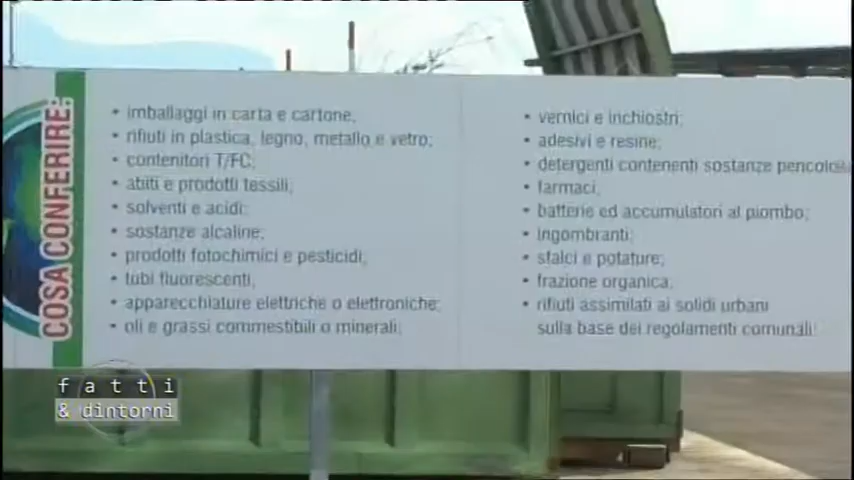 COSA CONFERIRE:
• imballaggi in carta e cartone;
• rifiuti in plastica, legno, metallo e vetro;
• contenitori T/FC;
• abiti e prodotti tessili;
• solventi e acidi;
• sostanze alcaline;
• prodotti fotochimici e pesticidi;
• tubi fluorescenti;
• apparecchiature elettriche o elettroniche;
• oli e grassi commestibili o minerali;
• vernici e inchiostri;
• adesivi e resine;
• detergenti contenenti sostanze pericolose
• farmaci;
• batterie ed accumulatori al piombo;
• ingombranti;
• sfalci e potature;
• frazione organica;
• rifiuti assimilati ai solidi urbani
sulla base dei regolamenti comunali.
fatti
& dintorni